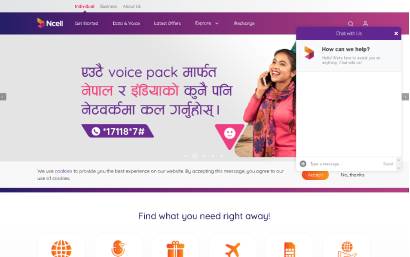 Individual Business About Us
Ncell Get Started Data & Voice Latest Offers Explore Recharge
Chat with Us
How can we help?
Hello! We're here to assist you on
anything. Chat with us!
एउटै voice pack मार्फत
नेपाल र इंडियाको कुनै पनि
नेटवर्कमा कल गर्नुहोस् ।
*17118*7#
Type a message Send
We use cookies to provide you the best experience on our website. By accepting this message, you agree to our
use of cookies.
Accept No, thanks
Find what you need right away!